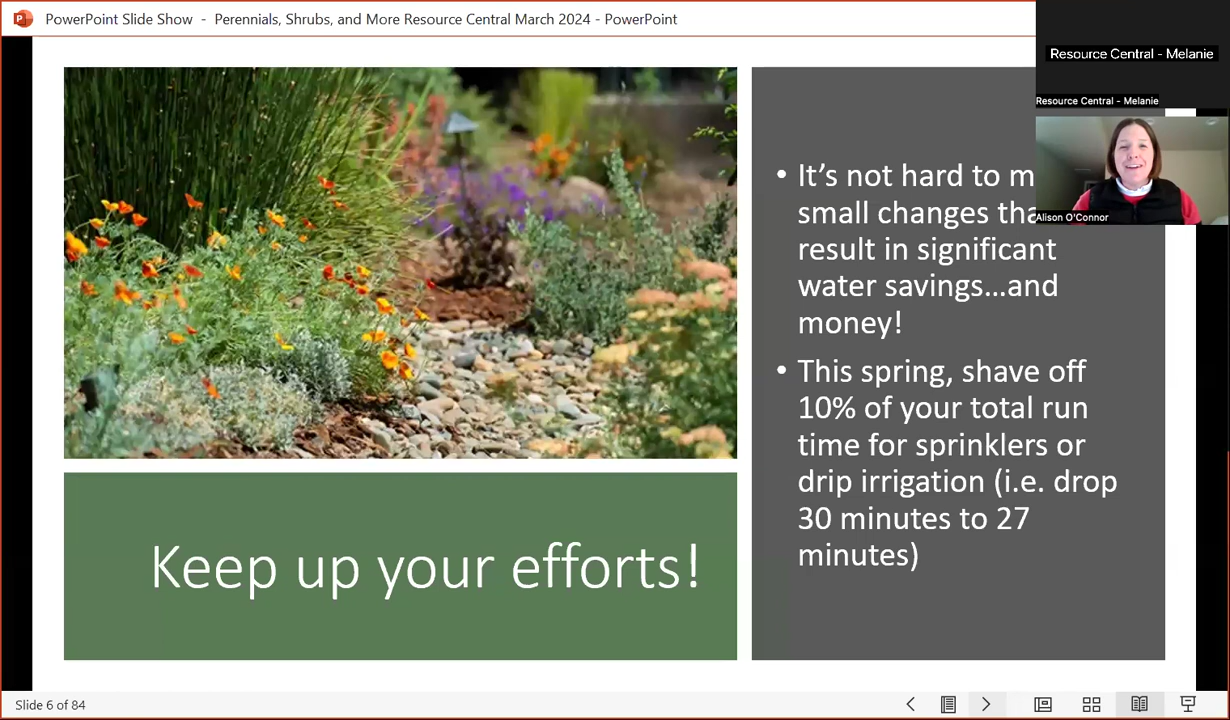 PowerPoint Slide Show - Perennials, Shrubs, and More Resource Central March 2024 - PowerPoint
Resource Central - Melanie
Resource Central - Melanie
Alison O'Connor
• It's not hard to m
small changes tha
result in significant
water savings...and
money!
• This spring, shave off
10% of your total run
time for sprinklers or
drip irrigation (i.e. drop
30 minutes to 27
minutes)
Keep up your efforts!
Slide 6 of 84